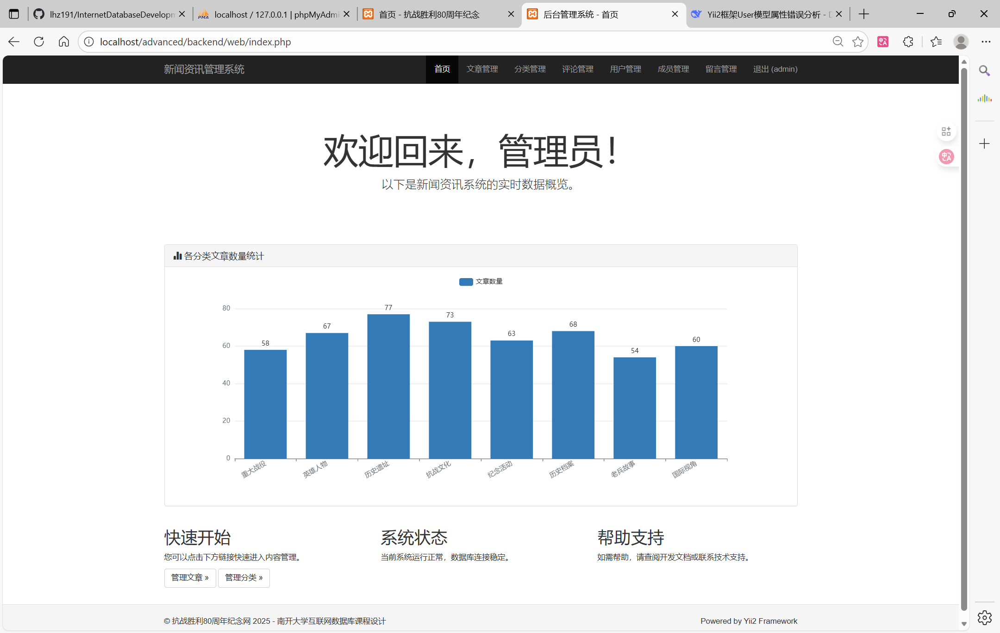 lhz191/InternetDatabaseDevelopn
localhost / 127.0.0.1 | phpMyAdmi
首页 - 抗战胜利80周年纪念
后台管理系统 - 首页
Yii2框架User模型属性错误分析 - D
localhost/advanced/backend/web/index.php
新闻资讯管理系统
首页
文章管理
分类管理
评论管理
用户管理
成员管理
留言管理
退出 (admin)
欢迎回来，管理员！
以下是新闻资讯系统的实时数据概览。
各分类文章数量统计
文章数量
80
60
40
20
0
58
67
77
73
63
68
54
60
重大战役
英雄人物
历史遗址
抗战文化
纪念活动
历史档案
老兵故事
国际视角
快速开始
您可以点击下方链接快速进入内容管理。
管理文章 »
管理分类 »
系统状态
当前系统运行正常，数据库连接稳定。
帮助支持
如需帮助，请查阅开发文档或联系技术支持。
© 抗战胜利80周年纪念网 2025 - 南开大学互联网数据库课程设计
Powered by Yii2 Framework